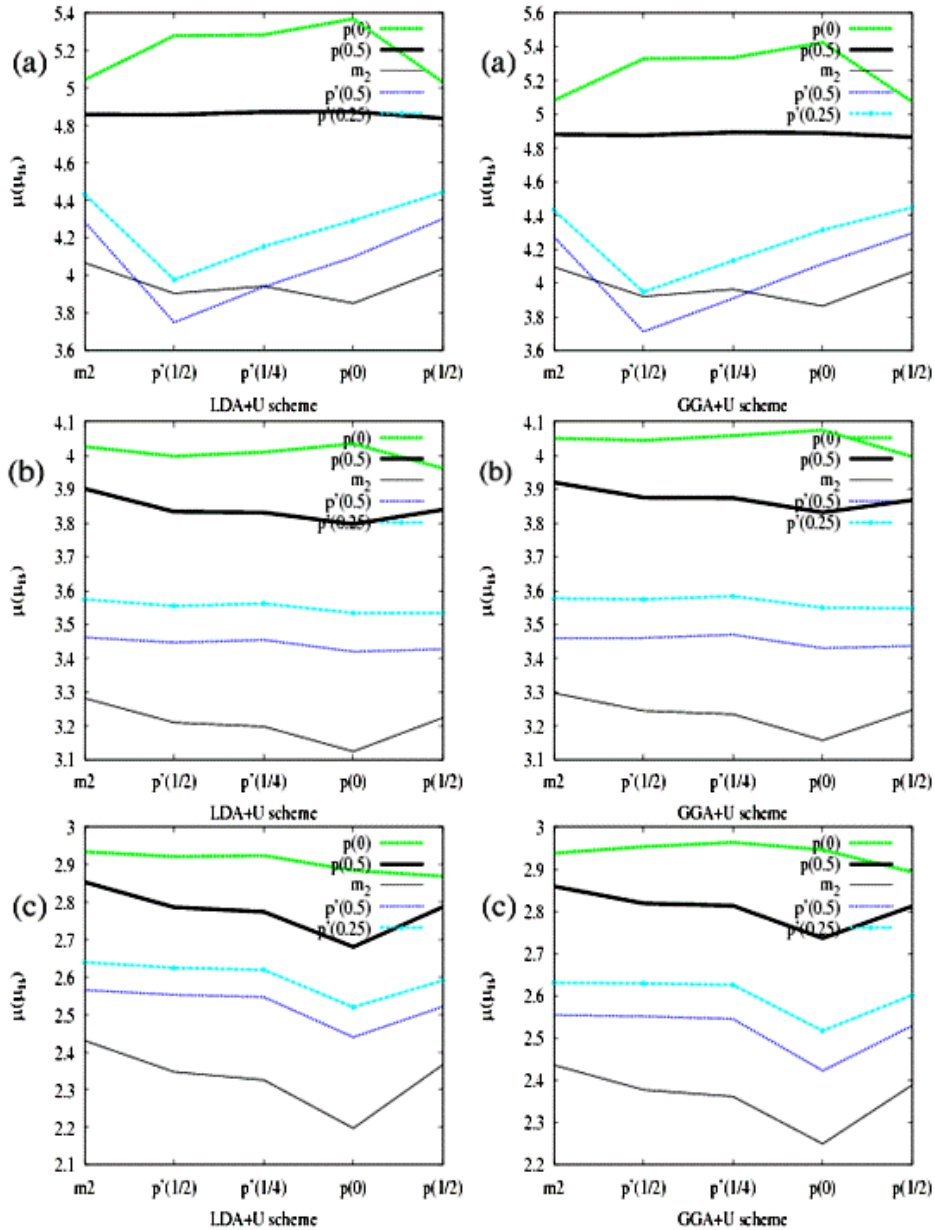 (a)
5.4
5.2
5
4.8
4.6
4.4
4.2
4
3.8
3.6
μ(μB)
p(0)
p(0.5)
m2
p*(0.5)
p*(0.25)
m2 p*(1/2) p*(1/4) p(0) p(1/2)
LDA+U scheme
(a)
5.6
5.4
5.2
5
4.8
4.6
4.4
4.2
4
3.8
3.6
μ(μB)
p(0)
p(0.5)
m2
p*(0.5)
p*(0.25)
m2 p*(1/2) p*(1/4) p(0) p(1/2)
GGA+U scheme
(b)
4.1
4
3.9
3.8
3.7
3.6
3.5
3.4
3.3
3.2
3.1
μ(μB)
p(0)
p(0.5)
m2
p*(0.5)
p*(0.25)
m2 p*(1/2) p*(1/4) p(0) p(1/2)
LDA+U scheme
(b)
4.1
4
3.9
3.8
3.7
3.6
3.5
3.4
3.3
3.2
3.1
μ(μB)
p(0)
p(0.5)
m2
p*(0.5)
p*(0.25)
m2 p*(1/2) p*(1/4) p(0) p(1/2)
GGA+U scheme
(c)
3
2.9
2.8
2.7
2.6
2.5
2.4
2.3
2.2
2.1
μ(μB)
p(0)
p(0.5)
m2
p*(0.5)
p*(0.25)
m2 p*(1/2) p*(1/4) p(0) p(1/2)
LDA+U scheme
(c)
3
2.9
2.8
2.7
2.6
2.5
2.4
2.3
2.2
μ(μB)
p(0)
p(0.5)
m2
p*(0.5)
p*(0.25)
m2 p*(1/2) p*(1/4) p(0) p(1/2)
GGA+U scheme